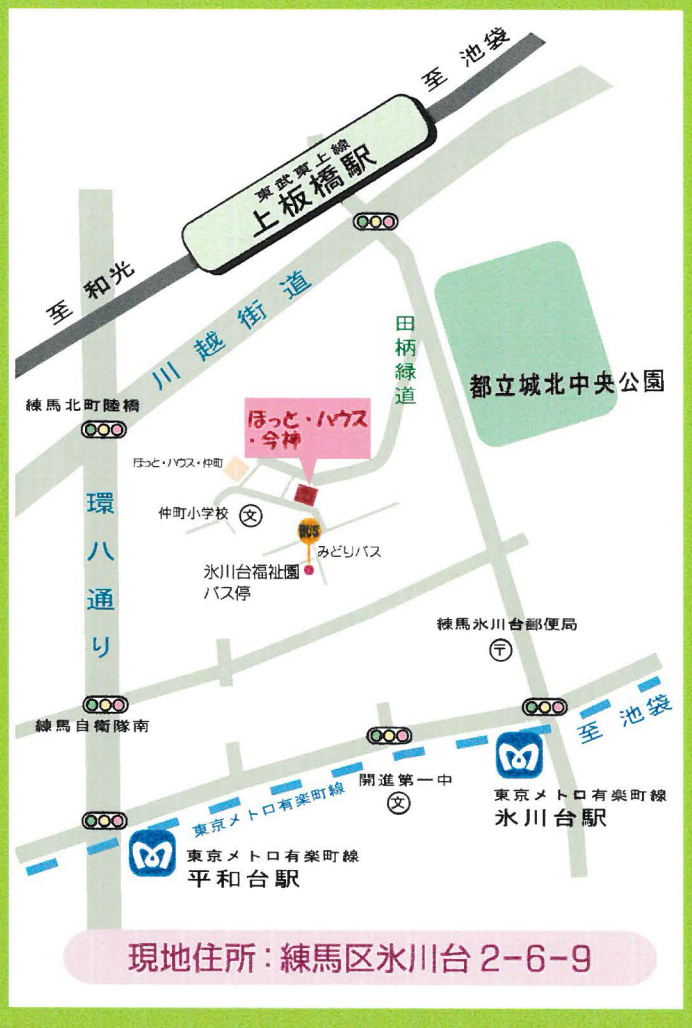 至 池袋
東武東上線
上板橋駅
至 和光
川越街道
田柄緑道
都立城北中央公園
練馬北町陸橋
ほっと・ハウス
・今神
ほっと・ハウス・仲町
環八通り
仲町小学校
文
BUS
みどりバス
氷川台福祉園
バス停
練馬氷川台郵便局
〒
練馬自衛隊南
至 池袋
開進第一中
文
東京メトロ有楽町線
東京メトロ有楽町線
氷川台駅
東京メトロ有楽町線
平和台駅
現地住所:練馬区氷川台 2-6-9